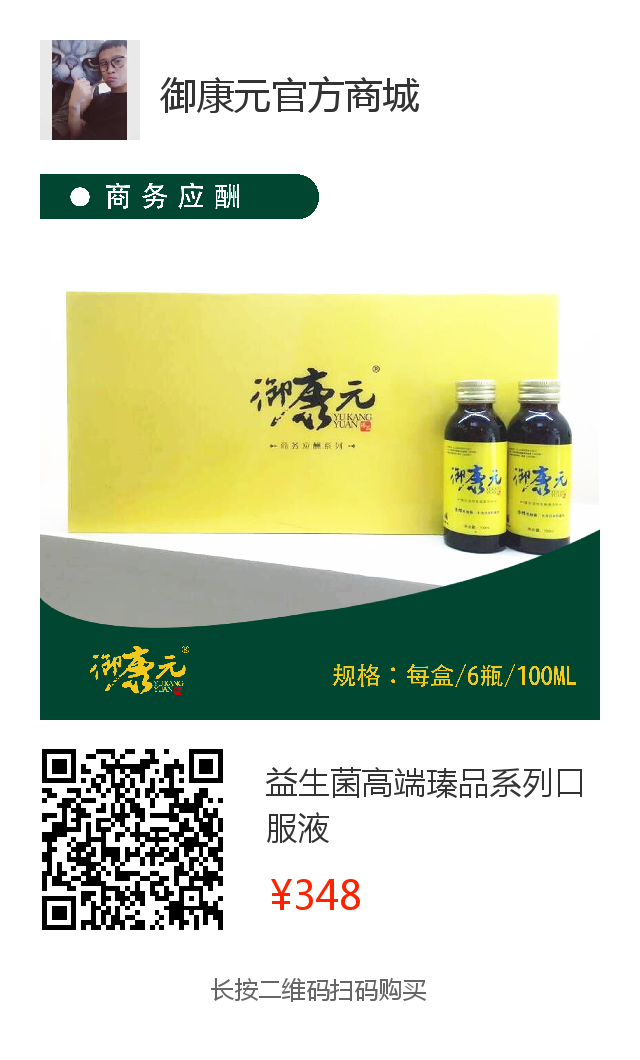 御康元官方商城
商务应酬
御康元®
YU KANG
YUAN
商务应酬系列
御康元
御康元
御康元®
YU KANG
YUAN
规格：每盒/6瓶/100ML
益生菌高端臻品系列口
服液
¥348
长按二维码扫码购买